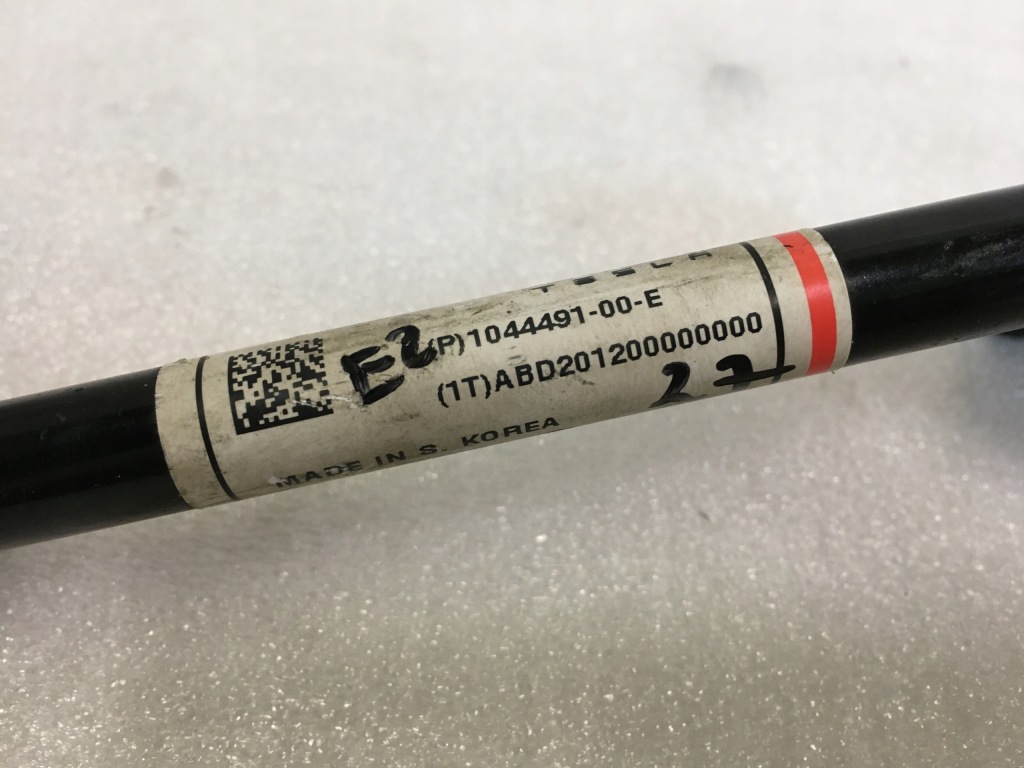 TESLA
(P)1044491-00-E
E2
(1T)ABD201200000000
MADE IN S. KOREA